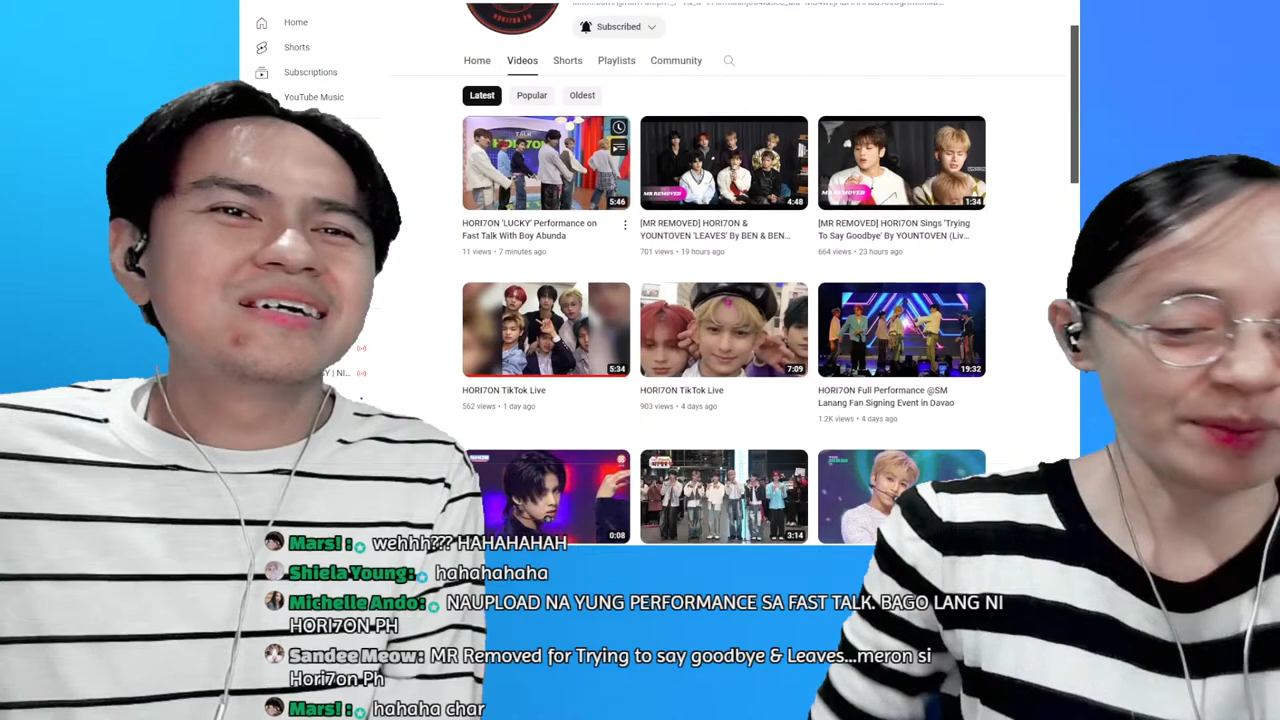 HORI7ON PH
Home
Subscribed
Shorts
Home
Videos
Shorts
Playlists
Community
Subscriptions
YouTube Music
Latest
Popular
Oldest
TALK
5:46
MR REMOVED
4:48
MR REMOVED
1:34
HORI7ON 'LUCKY' Performance on
Fast Talk With Boy Abunda
11 views • 7 minutes ago
[MR REMOVED] HORI7ON &
YOUNTOVEN 'LEAVES' By BEN & BEN...
701 views • 19 hours ago
[MR REMOVED] HORI7ON Sings 'Trying
To Say Goodbye' By YOUNTOVEN (Liv...
664 views • 23 hours ago
5:34
7:09
19:32
HORI7ON TikTok Live
562 views • 1 day ago
HORI7ON TikTok Live
903 views • 4 days ago
HORI7ON Full Performance @SM
Lanang Fan Signing Event in Davao
1.2K views • 4 days ago
0:08
3:14
Mars! : wehhh??? HAHAHAHAH
Shiela Young: hahahahaha
Michelle Ando: NAUPLOAD NA YUNG PERFORMANCE SA FAST TALK. BAGO LANG NI
HORI7ON PH
Sandee Meow: MR Removed for Trying to say goodbye & Leaves...meron si
Hori7on Ph
Mars! : hahaha char